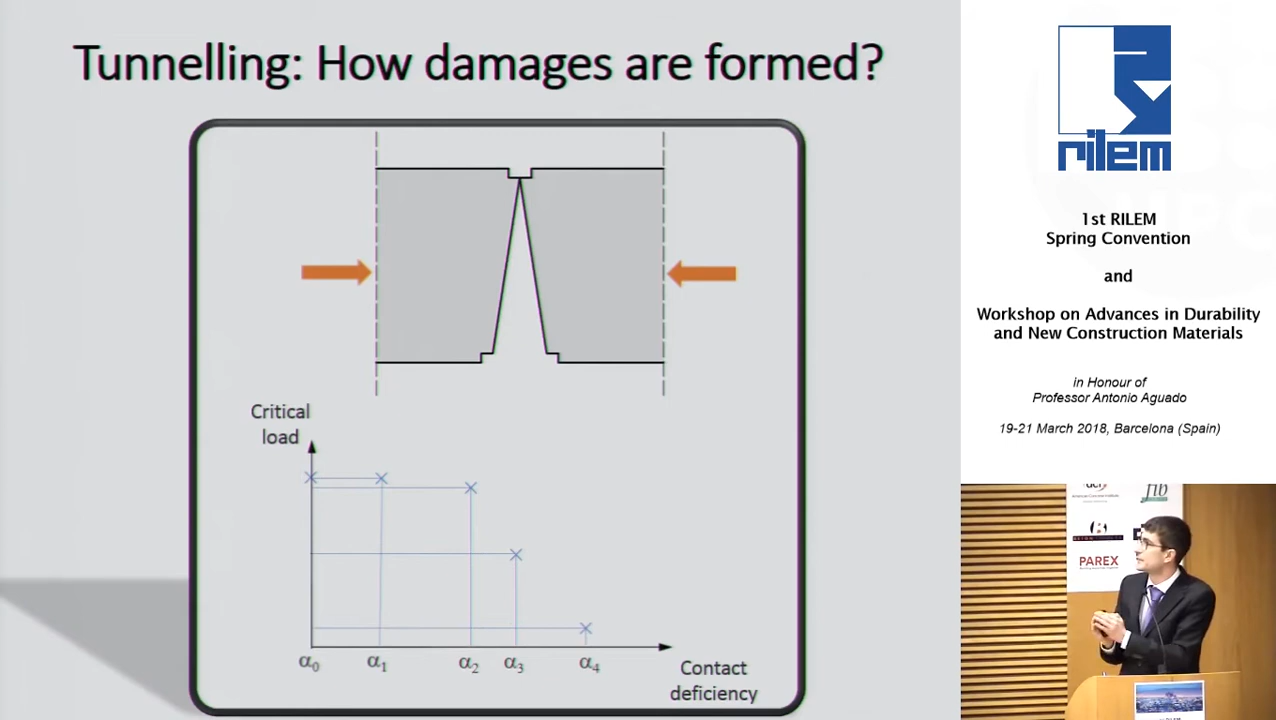 Tunnelling: How damages are formed?
Critical
load
α0
α1
α2
α3
α4
Contact
deficiency
rilem
1st RILEM
Spring Convention
and
Workshop on Advances in Durability
and New Construction Materials
in Honour of
Professor Antonio Aguado
19-21 March 2018, Barcelona (Spain)
fib
PAREX